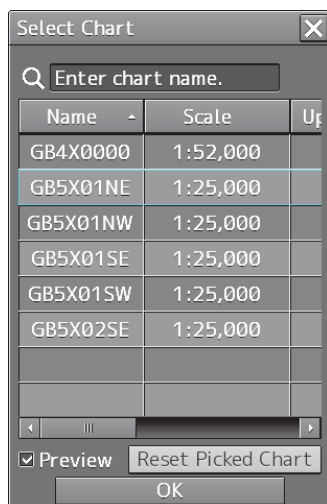 Select Chart
Enter chart name.
Name Scale Up
GB4X0000 1:52,000
GB5X01NE 1:25,000
GB5X01NW 1:25,000
GB5X01SE 1:25,000
GB5X01SW 1:25,000
GB5X02SE 1:25,000
Preview Reset Picked Chart
OK